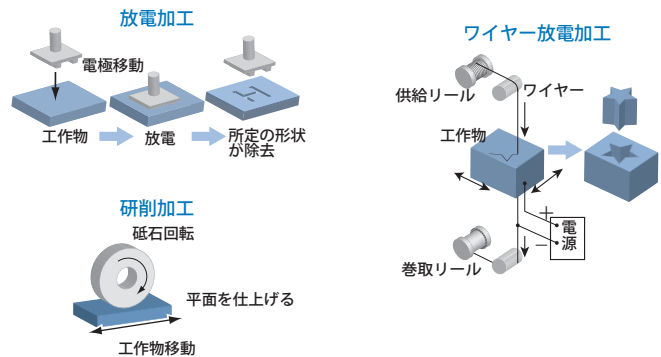 放電加工
電極移動
工作物
放電
所定の形状
が除去
ワイヤー放電加工
供給リール
ワイヤー
工作物
+
電
源
−
巻取リール
研削加工
砥石回転
平面を仕上げる
工作物移動